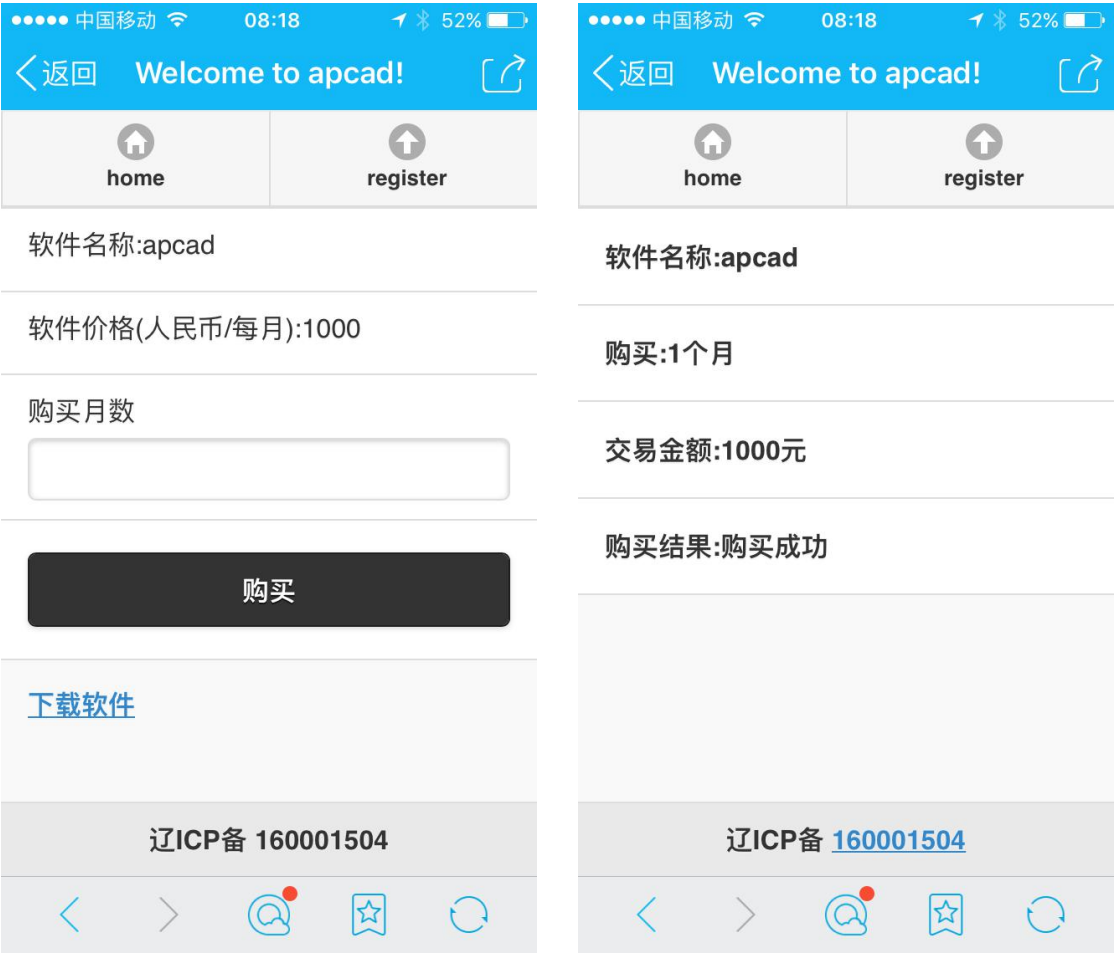 中国移动 08:18 52%
返回 Welcome to apcad!
home register
软件名称:apcad
软件价格(人民币/每月):1000
购买月数
购买
下载软件
辽ICP备 160001504
中国移动 08:18 52%
返回 Welcome to apcad!
home register
软件名称:apcad
购买:1个月
交易金额:1000元
购买结果:购买成功
辽ICP备 160001504